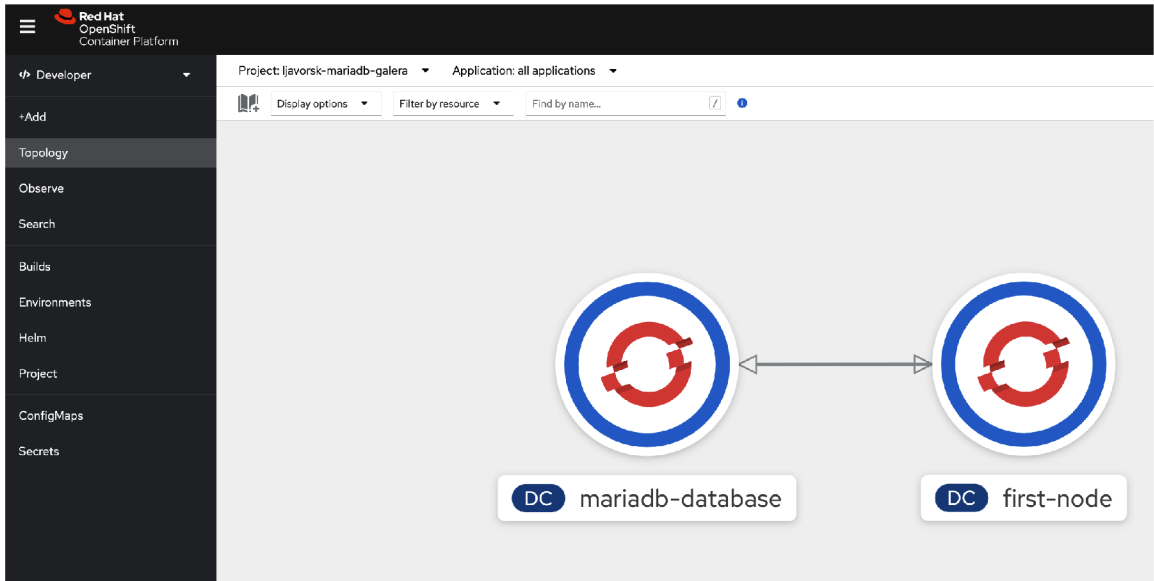 Red Hat
OpenShift
Container Platform
</> Developer
+Add
Topology
Observe
Search
Builds
Environments
Helm
Project
ConfigMaps
Secrets
Project: ljavorsk-mariadb-galera
Application: all applications
Display options
Filter by resource
Find by name...
/
i
DC mariadb-database
DC first-node